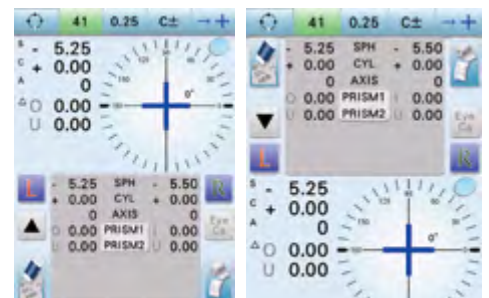 41 0.25 C± →+
S - 5.25
C + 0.00
A 0
△ O 0.00
U 0.00
0°
L - 5.25 SPH - 5.50 R
+ 0.00 CYL + 0.00
0 AXIS 0
O 0.00 PRISM1 I 0.00
U 0.00 PRISM2 U 0.00
41 0.25 C± →+
- 5.25 SPH - 5.50
+ 0.00 CYL + 0.00
0 AXIS 0
O 0.00 PRISM1 I 0.00
U 0.00 PRISM2 U 0.00
L R
S - 5.25
C + 0.00
A 0
△ O 0.00
U 0.00
0°